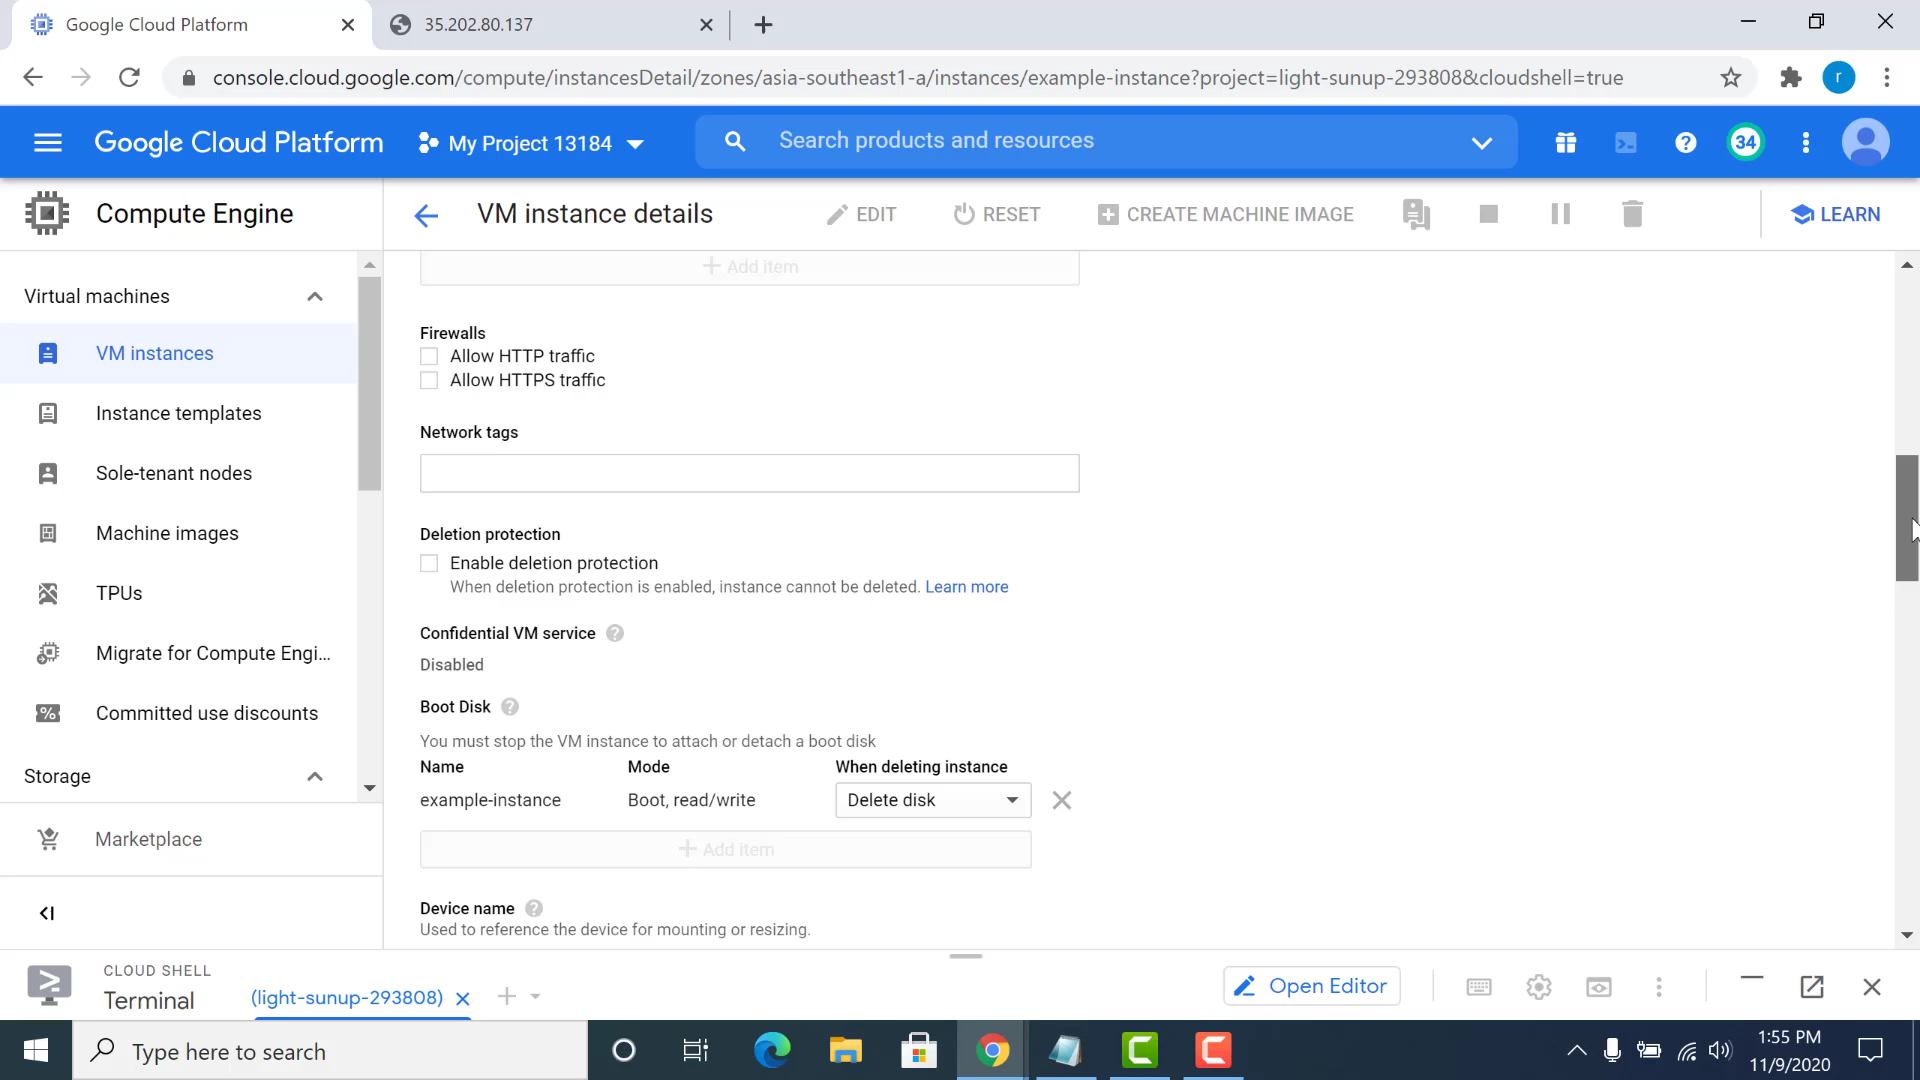 Google Cloud Platform
35.202.80.137
console.cloud.google.com/compute/instancesDetail/zones/asia-southeast1-a/instances/example-instance?project=light-sunup-293808&cloudshell=true
r
Google Cloud Platform
My Project 13184
Search products and resources
34
Compute Engine
VM instance details
EDIT
RESET
CREATE MACHINE IMAGE
LEARN
Virtual machines
VM instances
Instance templates
Sole-tenant nodes
Machine images
TPUs
Migrate for Compute Engi...
Committed use discounts
Storage
Marketplace
Add item
Firewalls
Allow HTTP traffic
Allow HTTPS traffic
Network tags
Deletion protection
Enable deletion protection
When deletion protection is enabled, instance cannot be deleted. Learn more
Confidential VM service
Disabled
Boot Disk
You must stop the VM instance to attach or detach a boot disk
Name Mode When deleting instance
example-instance Boot, read/write Delete disk
Add item
Device name
Used to reference the device for mounting or resizing.
CLOUD SHELL
Terminal
(light-sunup-293808)
Open Editor
Type here to search
1:55 PM
11/9/2020